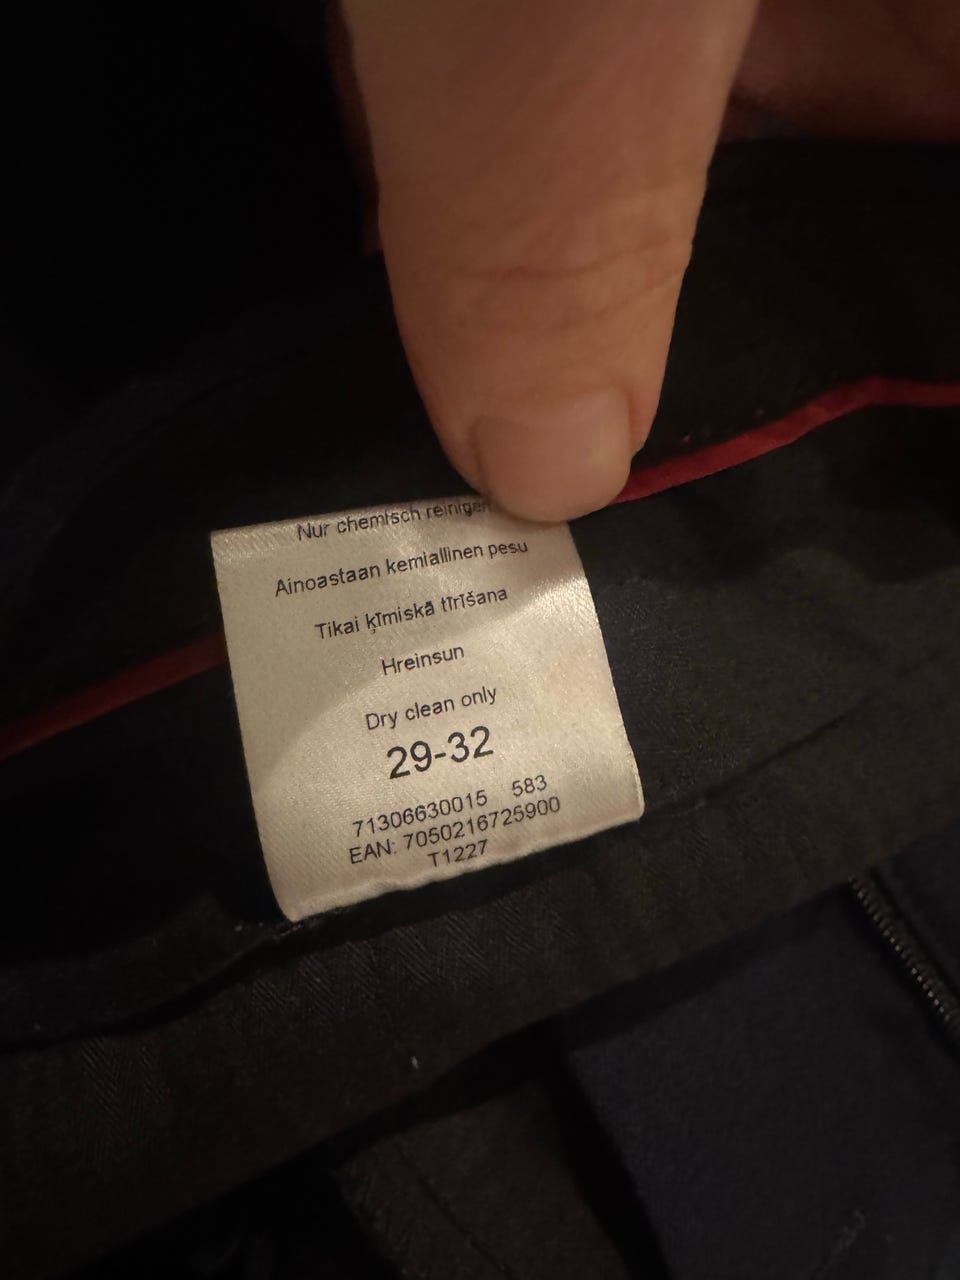 Nur chemisch reinigen
Ainoastaan kemiallinen pesu
Tikai ķīmiskā tīrīšana
Hreinsun
Dry clean only
29-32
71306630015 583
EAN: 7050216725900
T1227